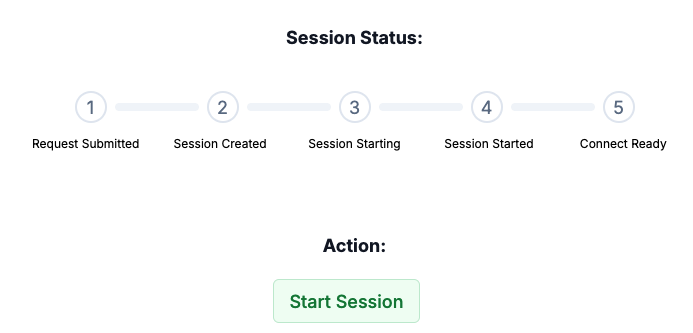 Session Status:
1 2 3 4 5
Request Submitted Session Created Session Starting Session Started Connect Ready
Action:
Start Session